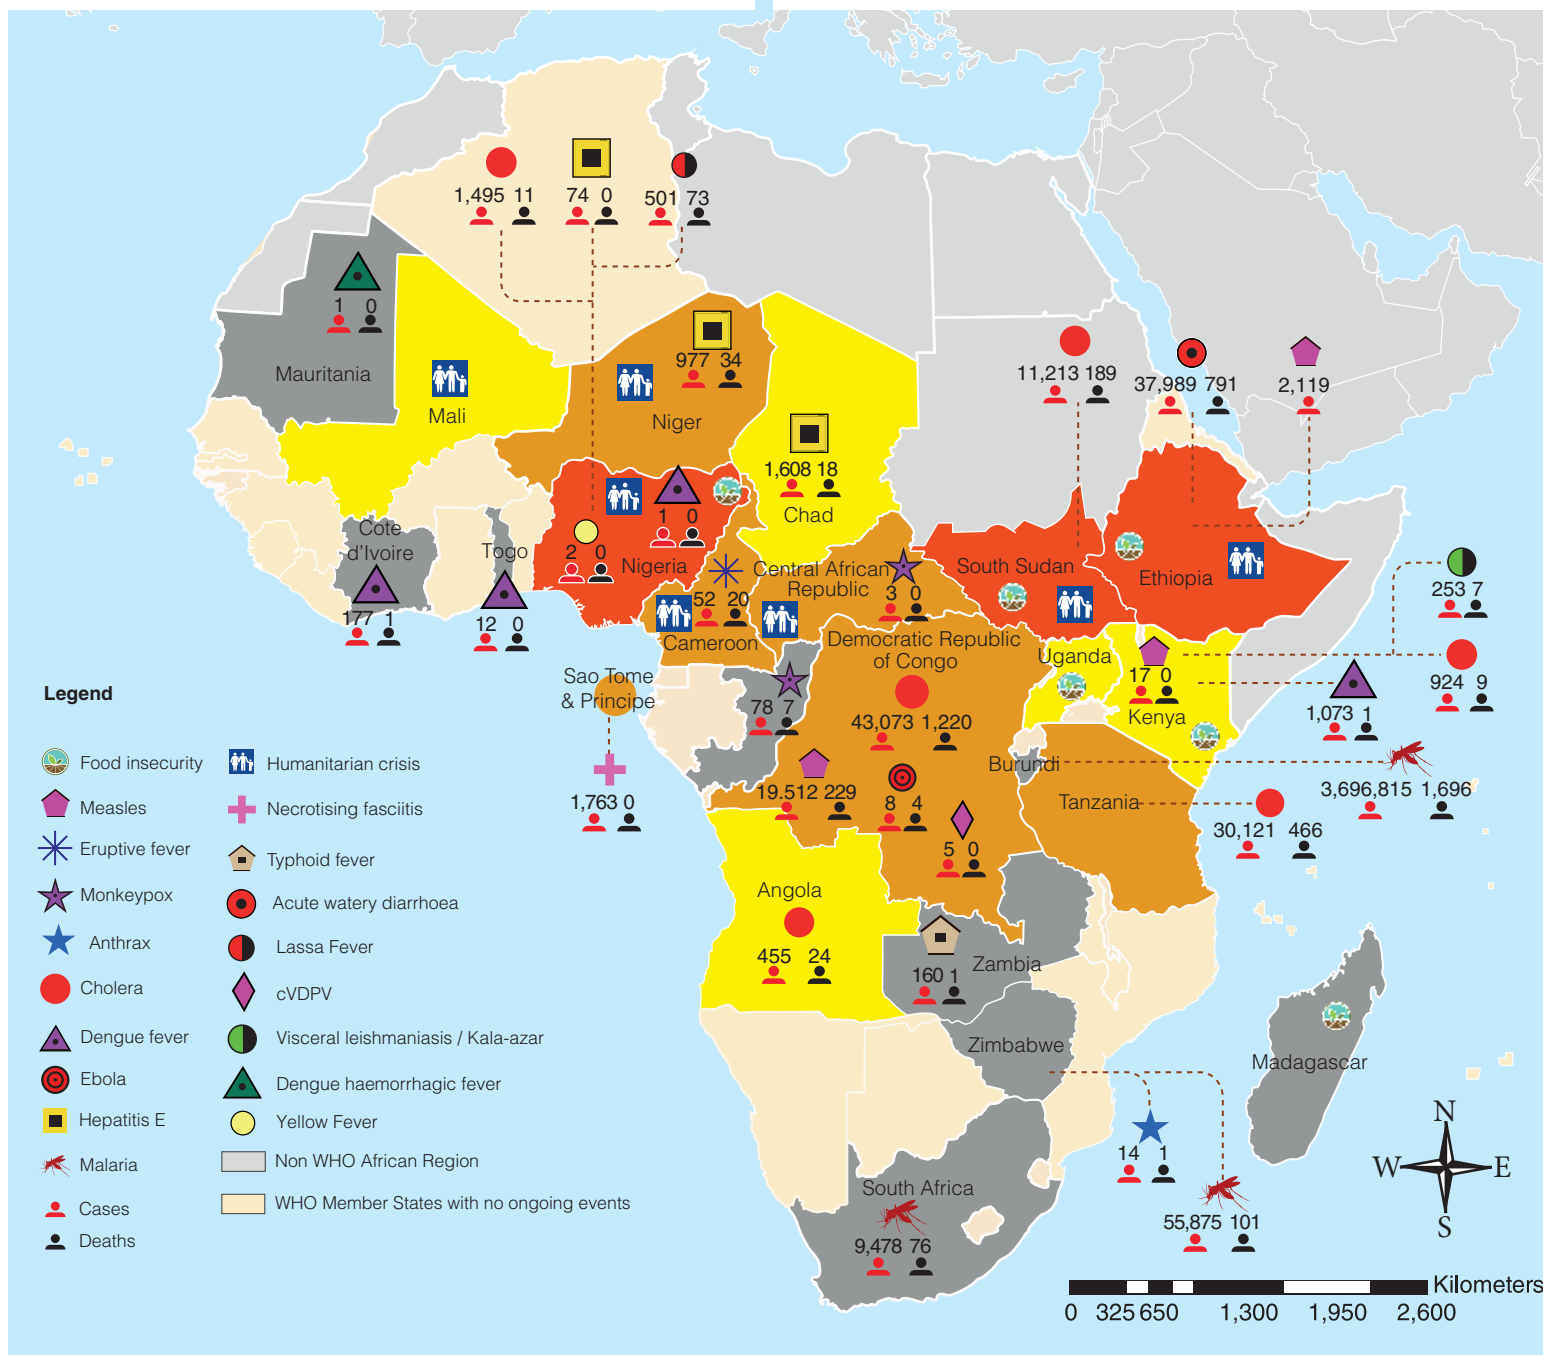 1,495 11
74 0
501 73
1 0
Mauritania
Mali
977 34
Niger
1,608 18
Chad
11,213 189
37,989 791
2,119
Cote
d'Ivoire
177 1
Togo
12 0
2 0
1 0
Nigeria
52 20
Cameroon
Central African
Republic
3 0
South Sudan
Ethiopia
253 7
924 9
Sao Tome
& Principe
1,763 0
78 7
Democratic Republic
of Congo
43,073 1,220
19.512 229
8 4
5 0
Uganda
17 0
Kenya
1,073 1
Burundi
3,696,815 1,696
Tanzania
30,121 466
Angola
455 24
160 1
Zambia
Zimbabwe
14 1
55,875 101
Madagascar
South Africa
9,478 76
Legend
Food insecurity
Measles
Eruptive fever
Monkeypox
Anthrax
Cholera
Dengue fever
Ebola
Hepatitis E
Malaria
Cases
Deaths
Humanitarian crisis
Necrotising fasciitis
Typhoid fever
Acute watery diarrhoea
Lassa Fever
cVDPV
Visceral leishmaniasis / Kala-azar
Dengue haemorrhagic fever
Yellow Fever
Non WHO African Region
WHO Member States with no ongoing events
N
W E
S
Kilometers
0 325 650 1,300 1,950 2,600